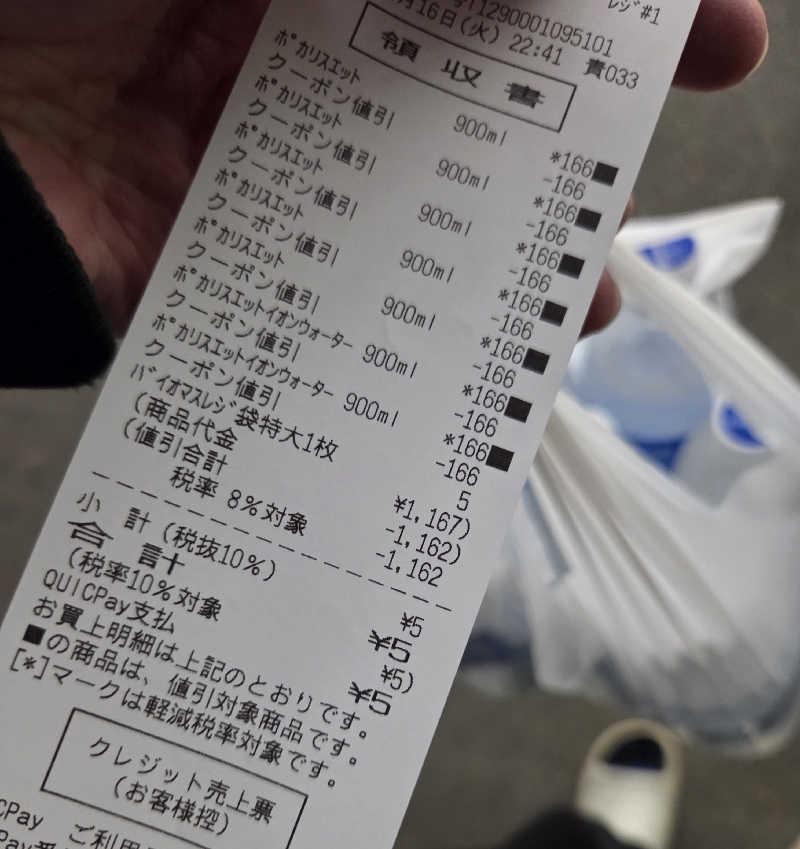 レジ#1
1290001095101
月16日(火) 22:41 責033
領 収 書
ポカリスエット 900ml *166■
クーポン値引 -166
ポカリスエット 900ml *166■
クーポン値引 -166
ポカリスエット 900ml *166■
クーポン値引 -166
ポカリスエット 900ml *166■
クーポン値引 -166
ポカリスエット 900ml *166■
クーポン値引 -166
ポカリスエットイオンウォーター 900ml *166■
クーポン値引 -166
ポカリスエットイオンウォーター 900ml *166■
クーポン値引 -166
バイオマスレジ袋特大1枚 5
(商品代金 ¥1,167)
(値引合計 -1,162)
税率 8%対象 -1,162
小 計(税抜10%) ¥5
合 計 ¥5
(税率10%対象 ¥5)
QUICPay支払 ¥5
お買上明細は上記のとおりです。
■の商品は、値引対象商品です。
[*]マークは軽減税率対象です。
クレジット売上票
(お客様控)
CPay ご利用
Pay番